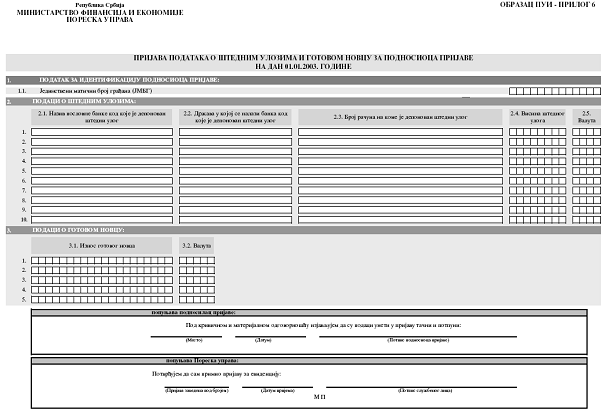 Република Србија
ОБРАЗАЦ ПУИ - ПРИЛОГ 6
МИНИСТАРСТВО ФИНАНСИЈА И ЕКОНОМИЈЕ
ПОРЕСКА УПРАВА
ПРИЈАВА ПОДАТАКА О ШТЕДНИМ УЛОЗИМА И ГОТОВОМ НОВЦУ ЗА ПОДНОСИОЦА ПРИЈАВЕ
НА ДАН 01.01.2003. ГОДИНЕ
1. ПОДАТАК ЗА ИДЕНТИФИКАЦИЈУ ПОДНОСИОЦА ПРИЈАВЕ:
1.1. Јединствени матични број грађана (ЈМБГ)
2. ПОДАЦИ О ШТЕДНИМ УЛОЗИМА:
2.1. Назив пословне банке код које је депонован штедни улог
2.2. Држава у којој се налази банка код које је депонован штедни улог
2.3. Број рачуна на коме је депонован штедни улог
2.4. Висина штедног улога
2.5. Валута
1.
2.
3.
4.
5.
6.
7.
8.
9.
10.
3. ПОДАЦИ О ГОТОВОМ НОВЦУ:
3.1. Износ готовог новца
3.2. Валута
1.
2.
3.
4.
5.
попуњава подносилац пријаве:
Под кривичном и материјалном одговорношћу изјављујем да су подаци унети у пријаву тачни и потпуни:
(Место) (Датум) (Потпис подносиоца пријаве)
попуњава Пореска управа:
Потврђујем да сам примио пријаву за евиденцију:
(Пријава заведена под бројем) (Датум пријема) (Потпис службеног лица)
М П